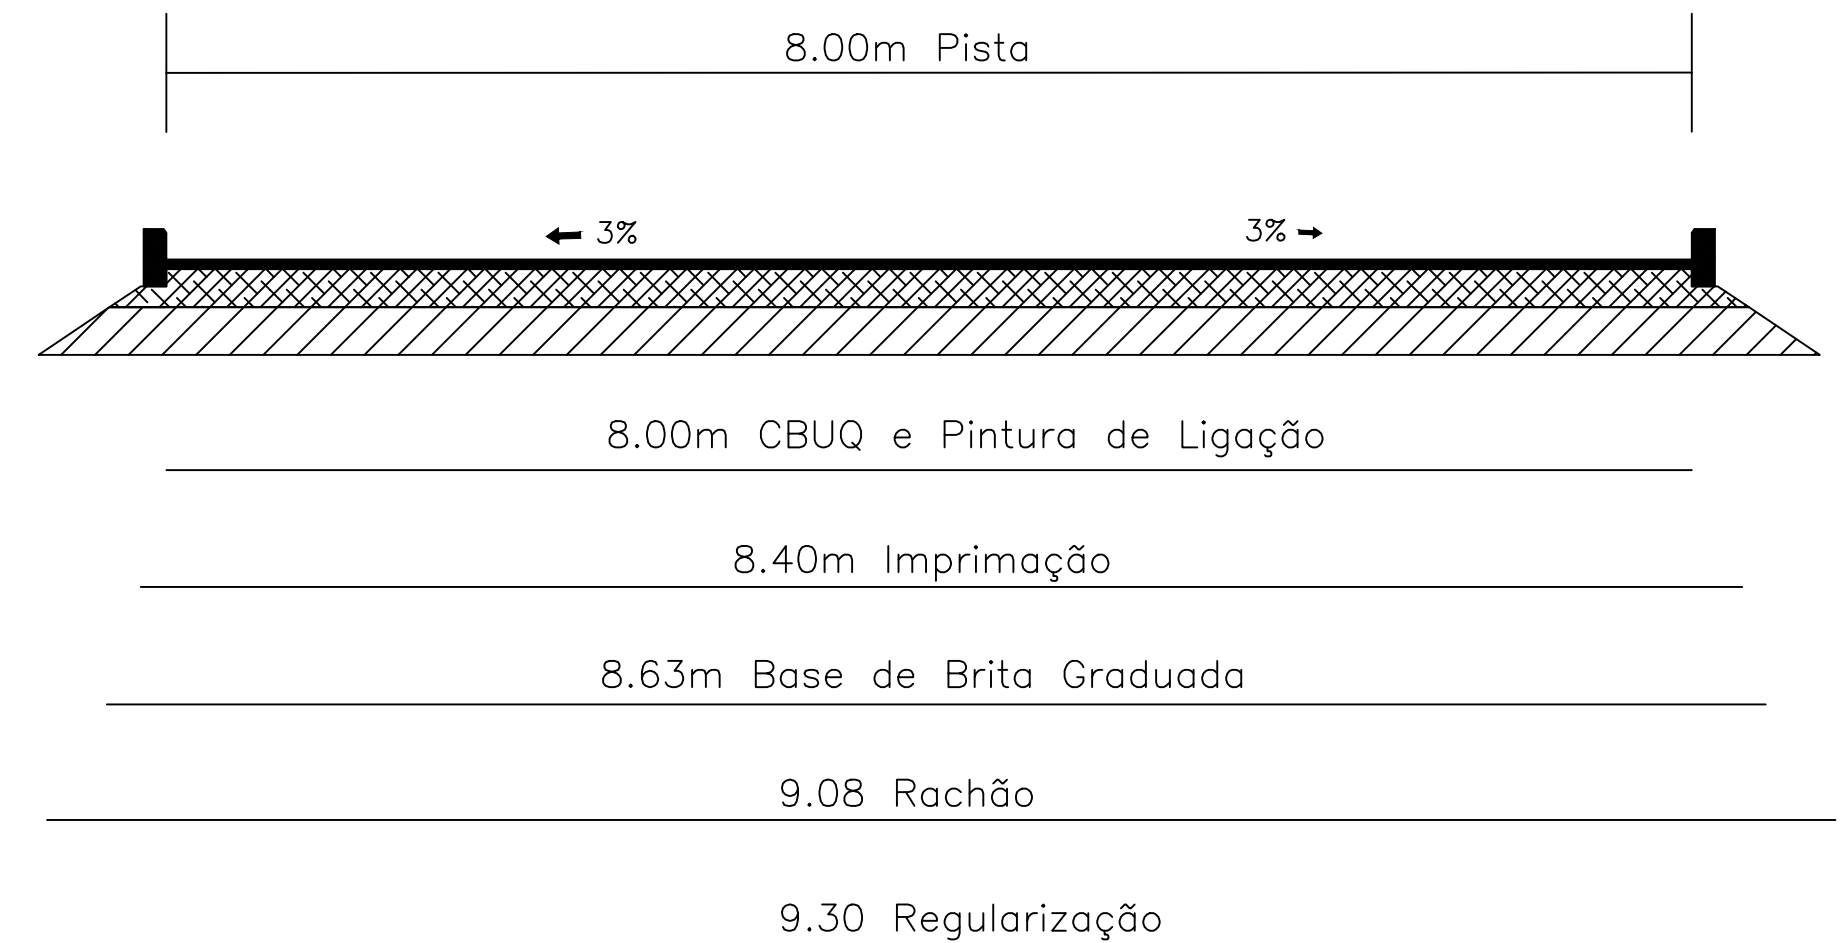 8.00m Pista
3% 3%
8.00m CBUQ e Pintura de Ligação
8.40m Imprimação
8.63m Base de Brita Graduada
9.08 Rachão
9.30 Regularização